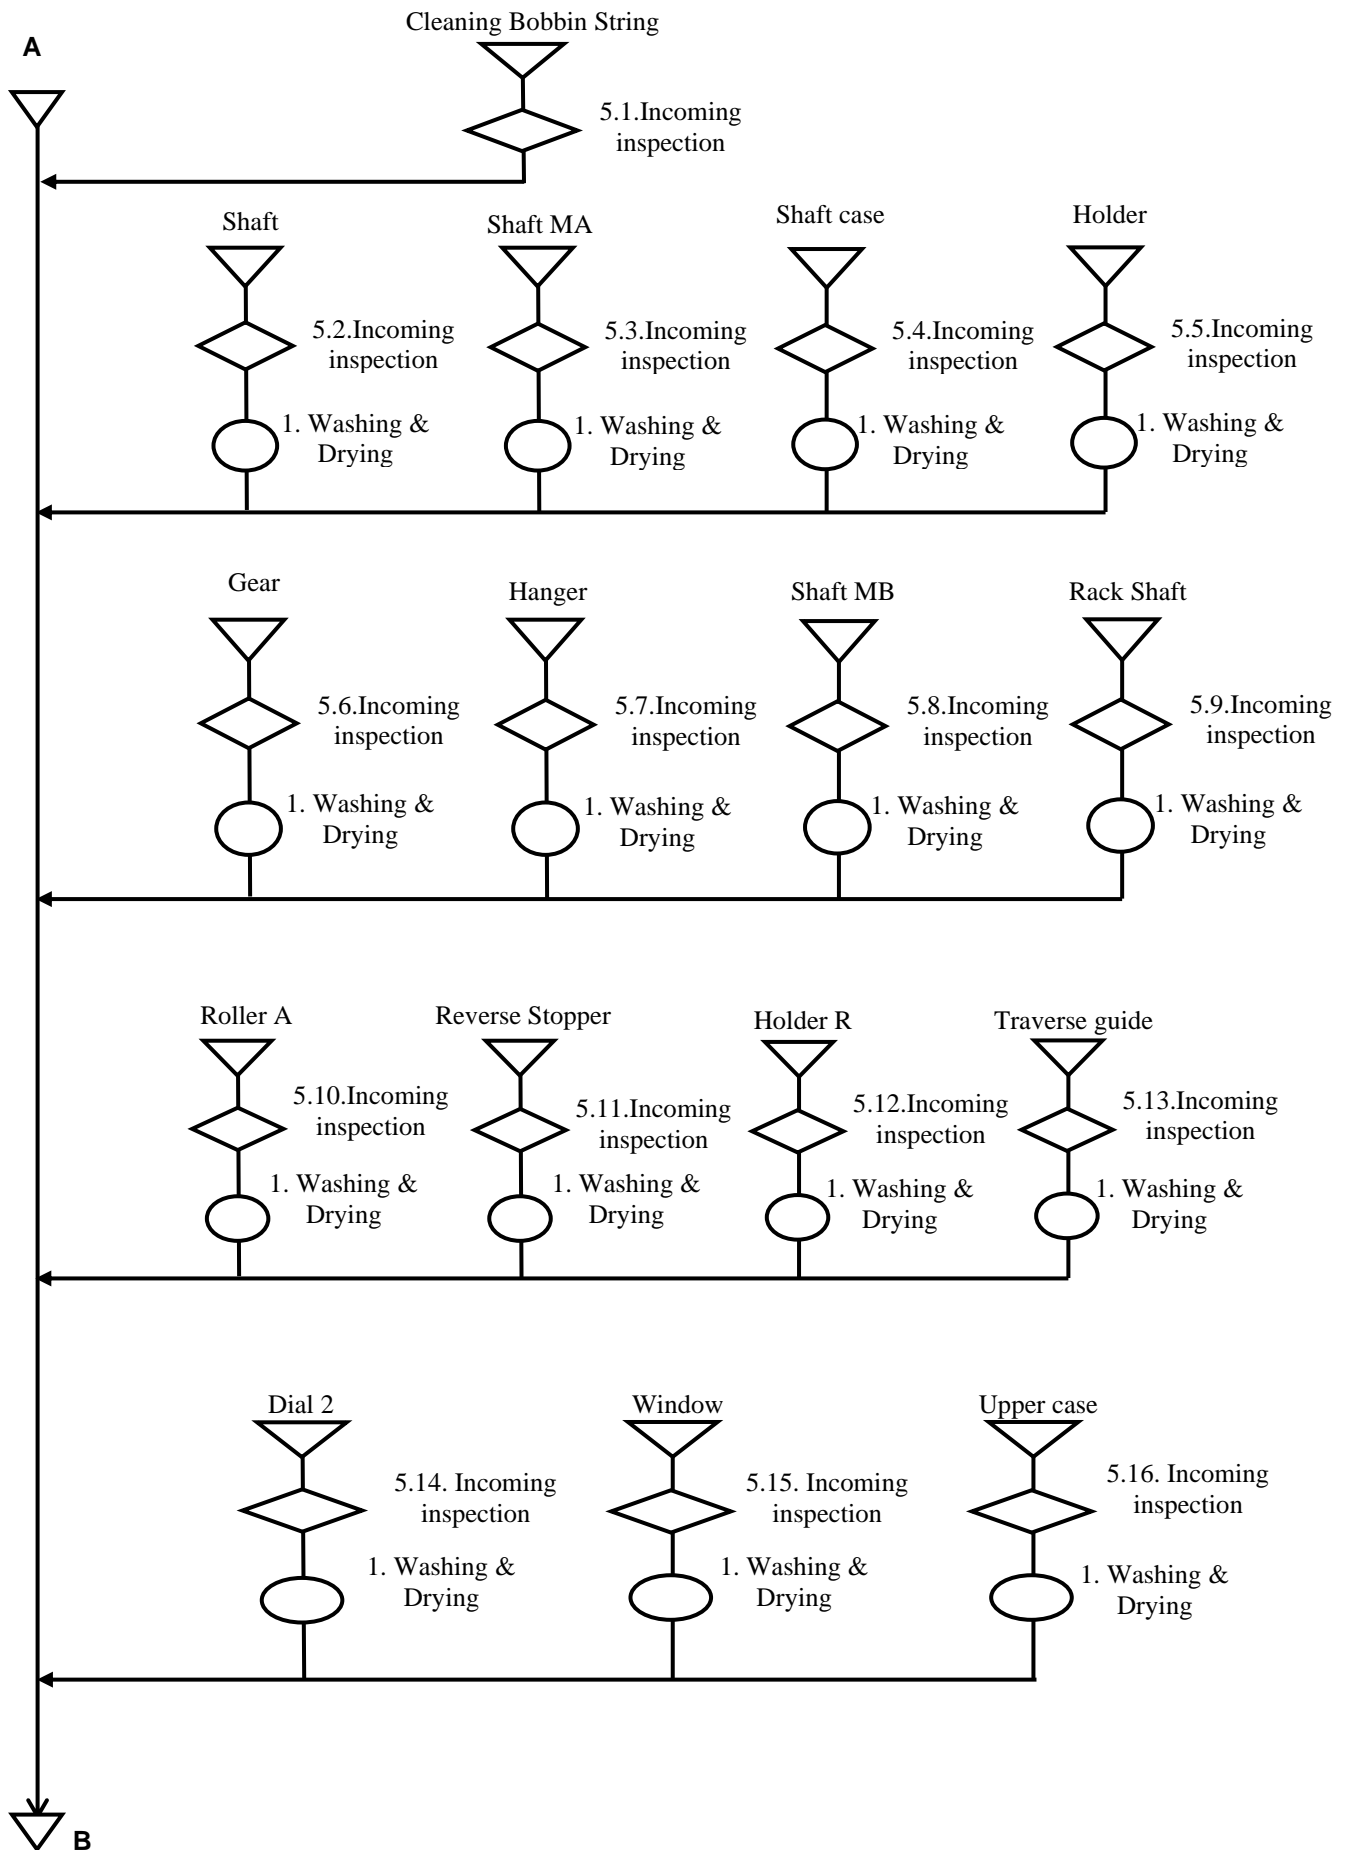 Cleaning Bobbin String
A
5.1.Incoming
inspection
Shaft
Shaft MA
Shaft case
Holder
5.2.Incoming
inspection
5.3.Incoming
inspection
5.4.Incoming
inspection
5.5.Incoming
inspection
1. Washing &
Drying
1. Washing &
Drying
1. Washing &
Drying
1. Washing &
Drying
Gear
Hanger
Shaft MB
Rack Shaft
5.6.Incoming
inspection
5.7.Incoming
inspection
5.8.Incoming
inspection
5.9.Incoming
inspection
1. Washing &
Drying
1. Washing &
Drying
1. Washing &
Drying
1. Washing &
Drying
Roller A
Reverse Stopper
Holder R
Traverse guide
5.10.Incoming
inspection
5.11.Incoming
inspection
5.12.Incoming
inspection
5.13.Incoming
inspection
1. Washing &
Drying
1. Washing &
Drying
1. Washing &
Drying
1. Washing &
Drying
Dial 2
Window
Upper case
5.14. Incoming
inspection
5.15. Incoming
inspection
5.16. Incoming
inspection
1. Washing &
Drying
1. Washing &
Drying
1. Washing &
Drying
B